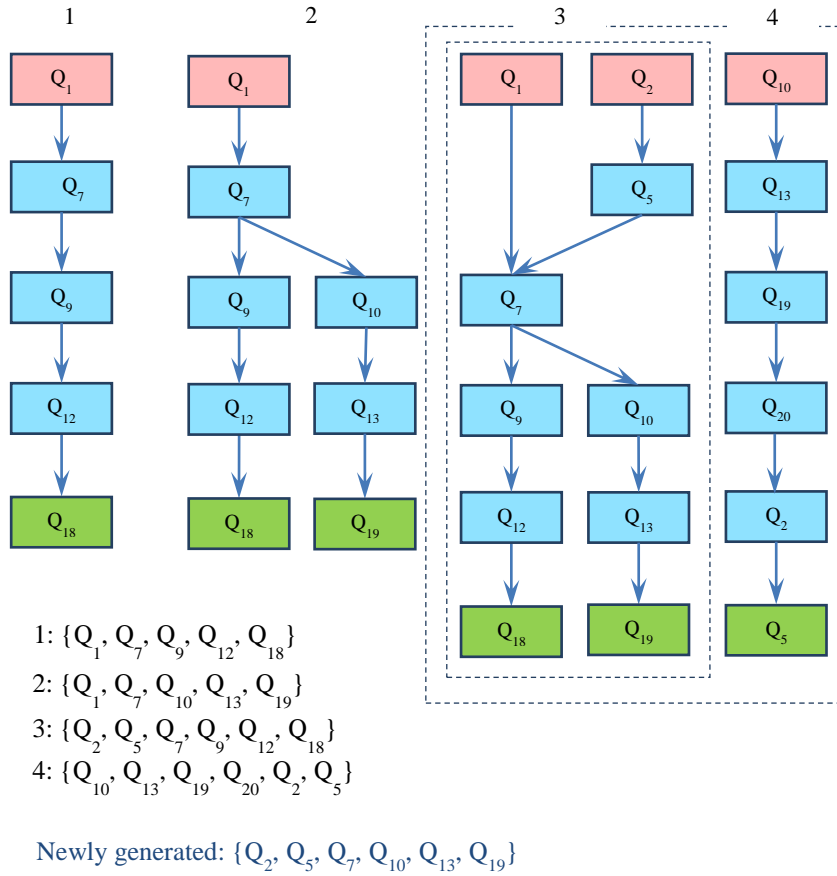 1 2 3 4
Q1 Q1 Q1 Q2 Q10
Q7 Q7 Q5 Q13
Q9 Q9 Q10 Q7 Q19
Q12 Q12 Q13 Q9 Q10 Q20
Q18 Q18 Q19 Q12 Q13 Q2
Q18 Q19 Q5
1: {Q1, Q7, Q9, Q12, Q18}
2: {Q1, Q7, Q10, Q13, Q19}
3: {Q2, Q5, Q7, Q9, Q12, Q18}
4: {Q10, Q13, Q19, Q20, Q2, Q5}
Newly generated: {Q2, Q5, Q7, Q10, Q13, Q19}